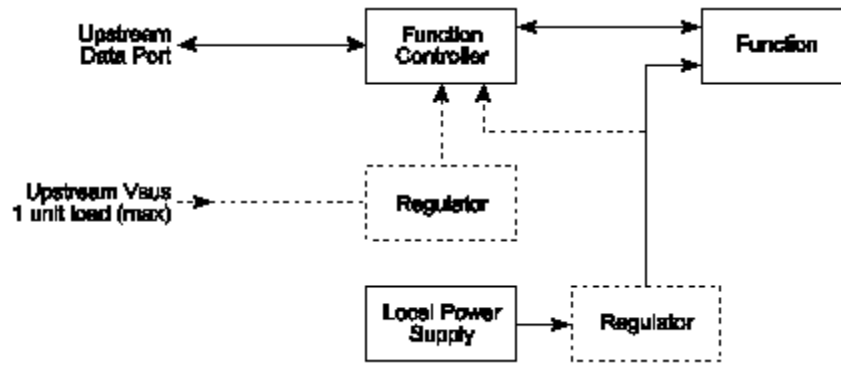 Upstream
Data Port
Function
Controller
Function
Upstream VBUS
1 unit load (max)
Regulator
Local Power
Supply
Regulator